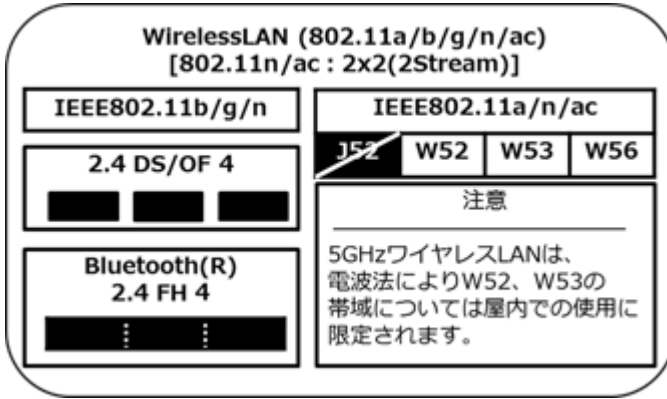 WirelessLAN (802.11a/b/g/n/ac)
[802.11n/ac : 2x2(2Stream)]
IEEE802.11b/g/n
2.4 DS/OF 4
Bluetooth(R)
2.4 FH 4
IEEE802.11a/n/ac
J52 W52 W53 W56
注意
5GHzワイヤレスLANは、
電波法によりW52、W53の
帯域については屋内での使用に
限定されます。